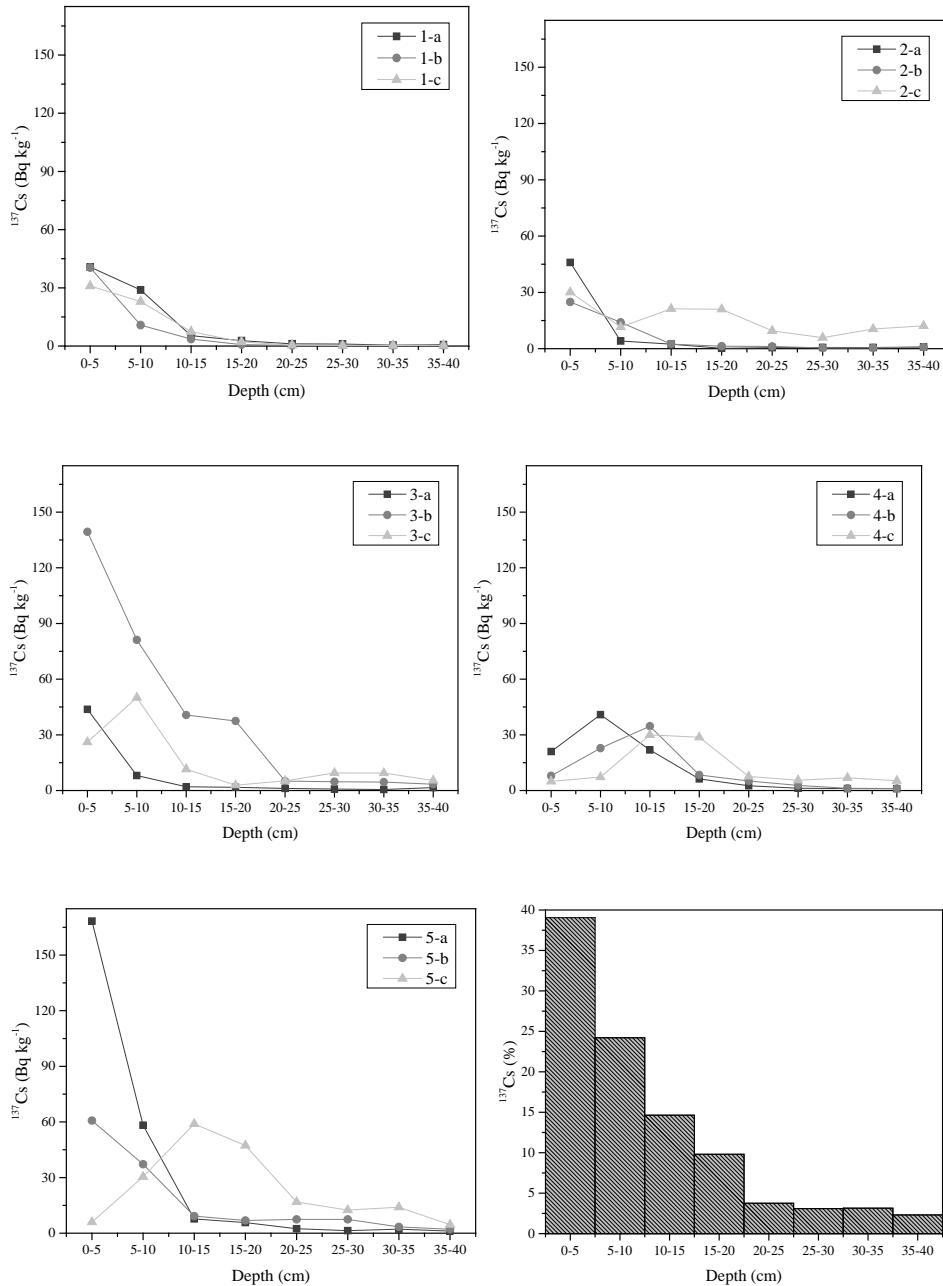 1-a
1-b
1-c
150
120
90
60
30
0
¹³⁷Cs (Bq kg⁻¹)
0-5 5-10 10-15 15-20 20-25 25-30 30-35 35-40
Depth (cm)
2-a
2-b
2-c
150
120
90
60
30
0
¹³⁷Cs (Bq kg⁻¹)
0-5 5-10 10-15 15-20 20-25 25-30 30-35 35-40
Depth (cm)
3-a
3-b
3-c
150
120
90
60
30
0
¹³⁷Cs (Bq kg⁻¹)
0-5 5-10 10-15 15-20 20-25 25-30 30-35 35-40
Depth (cm)
4-a
4-b
4-c
150
120
90
60
30
0
¹³⁷Cs (Bq kg⁻¹)
0-5 5-10 10-15 15-20 20-25 25-30 30-35 35-40
Depth (cm)
5-a
5-b
5-c
150
120
90
60
30
0
¹³⁷Cs (Bq kg⁻¹)
0-5 5-10 10-15 15-20 20-25 25-30 30-35 35-40
Depth (cm)
40
35
30
25
20
15
10
5
0
¹³⁷Cs (%)
0-5 5-10 10-15 15-20 20-25 25-30 30-35 35-40
Depth (cm)